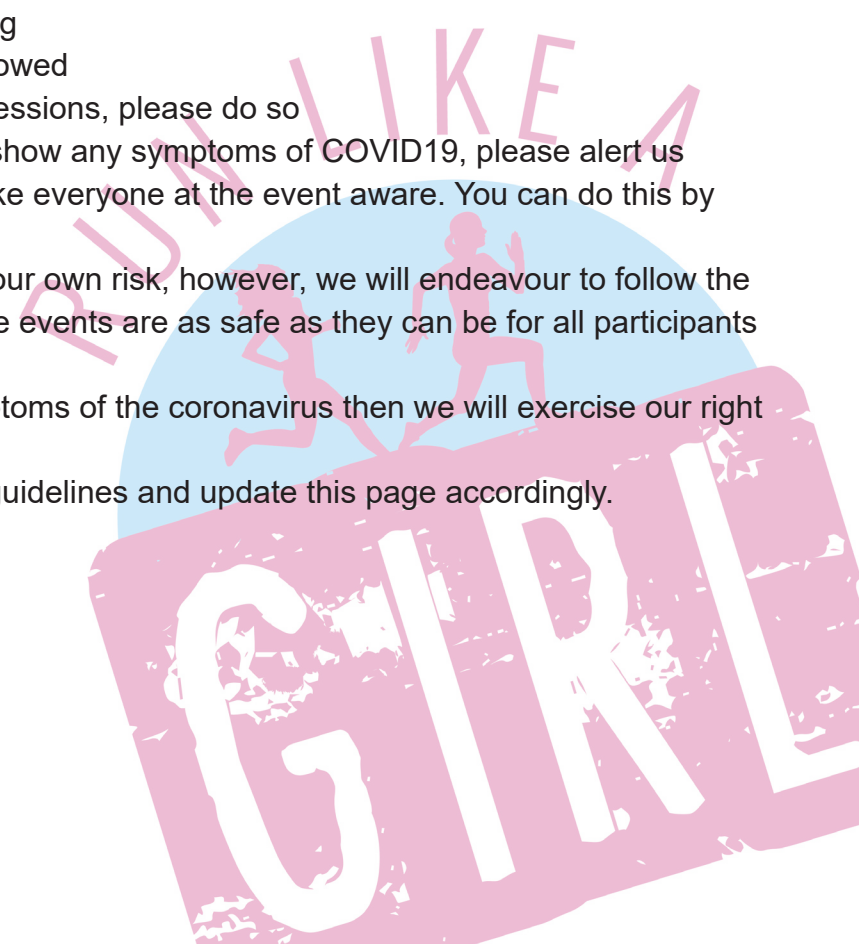 g
owed
essions, please do so
show any symptoms of COVID19, please alert us
ke everyone at the event aware. You can do this by
our own risk, however, we will endeavour to follow the
e events are as safe as they can be for all participants
toms of the coronavirus then we will exercise our right
guidelines and update this page accordingly.
RUN LIKE A
GIRL